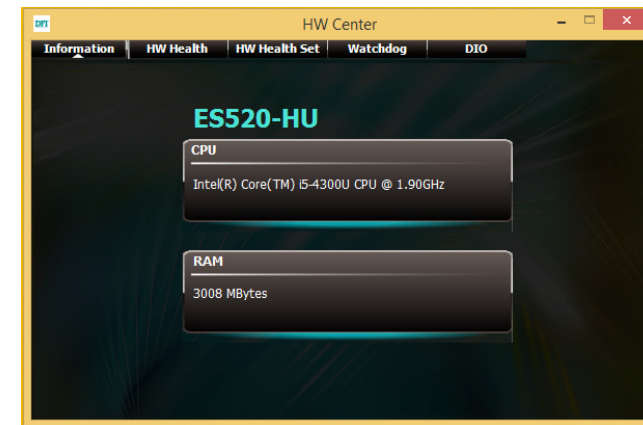 DFI
HW Center
Information HW Health HW Health Set Watchdog DIO
ES520-HU
CPU
Intel(R) Core(TM) i5-4300U CPU @ 1.90GHz
RAM
3008 MBytes